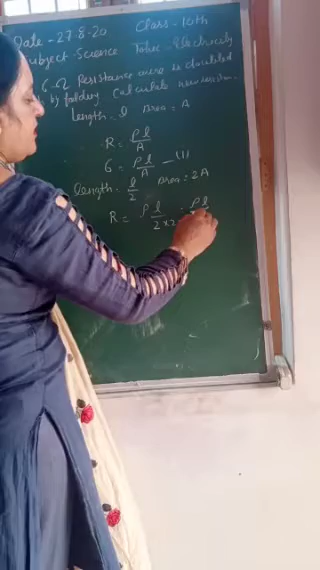 Date - 27-8-20 Class - 10th
Subject - Science Topic - Electricity
6-Ω Resistance wire is doubled
by folding. Calculate new resistance.
Length = l Area = A
R = ρl/A
6 = ρl/A — (1)
length = l/2 Area = 2A
R = ρl/2×2 = ρl